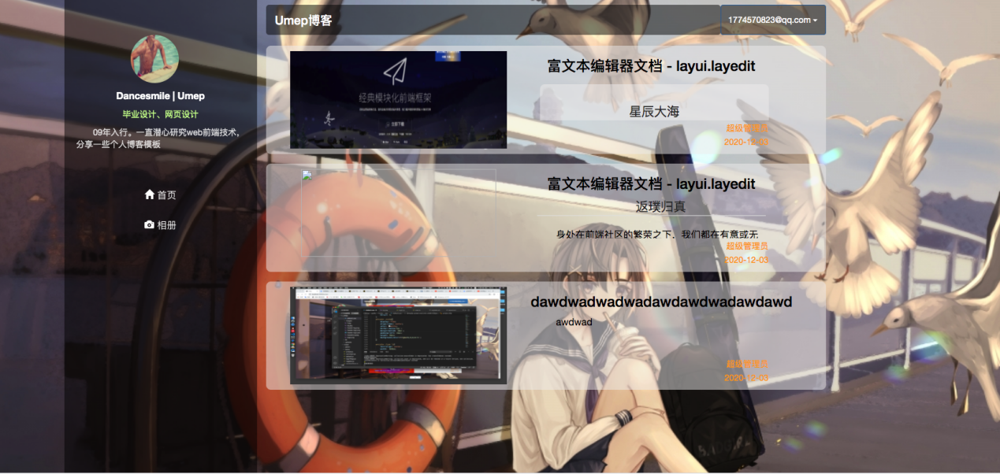 Umep博客
1774570823@qq.com
Dancesmile | Umep
毕业设计、网页设计
09年入行。一直潜心研究web前端技术，
分享一些个人博客模板
首页
相册
经典模块化前端框架
富文本编辑器文档 - layui.layedit
星辰大海
超级管理员
富文本编辑器文档 - layui.layedit
返璞归真
身处在前端社区的繁荣之下，我们都在有意或无
超级管理员
2020-12-03
dawdwadwadwadawdawdwadawdawd
awdwad
超级管理员
2020-12-03